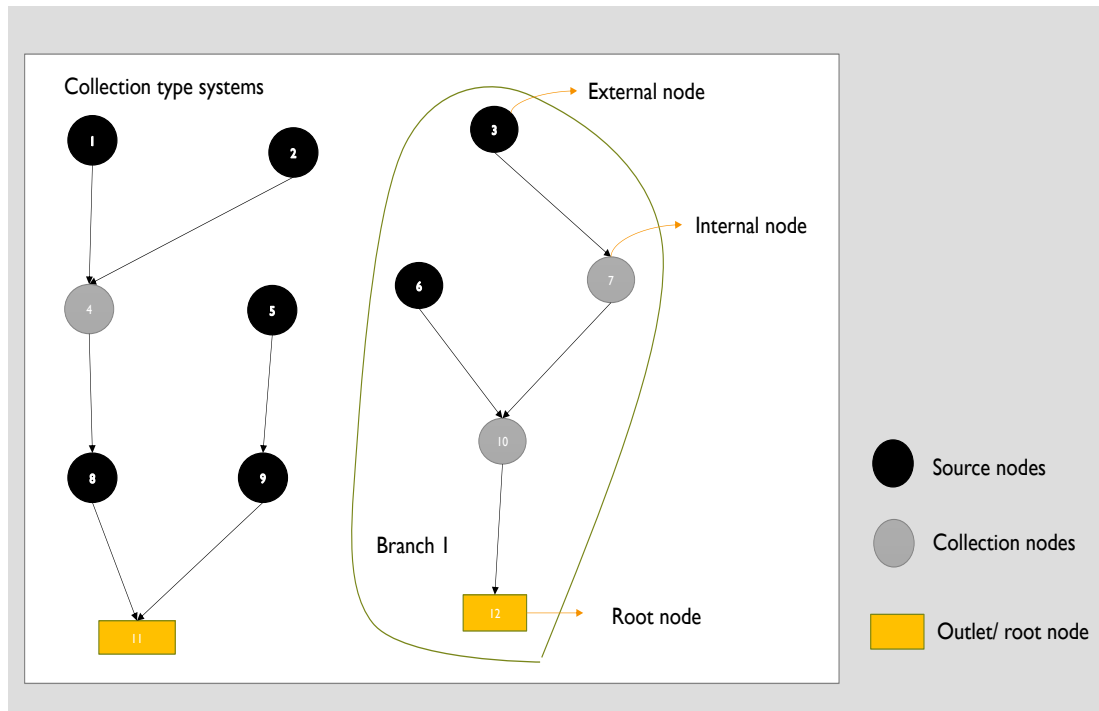 Collection type systems
External node
1
2
3
Internal node
4
5
6
7
10
Source nodes
8
9
Collection nodes
Branch 1
11
12
Root node
Outlet/ root node